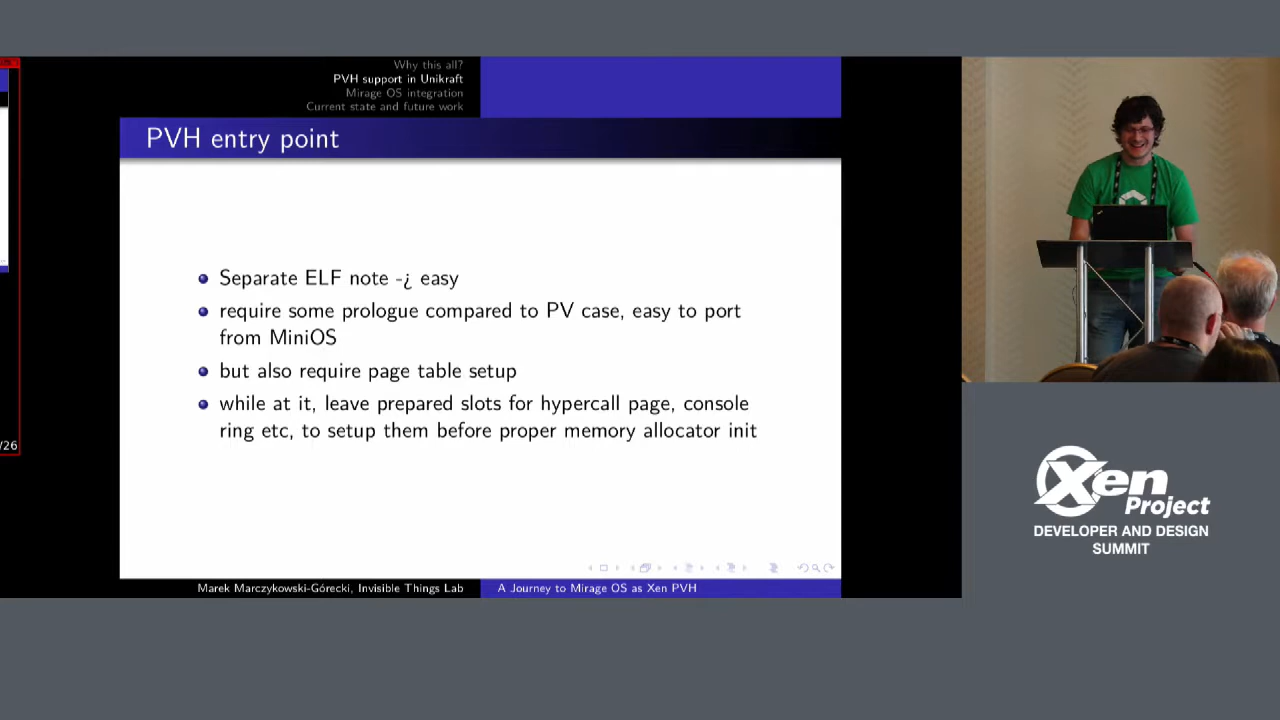 Why this all?
PVH support in Unikraft
Mirage OS integration
Current state and future work
PVH entry point
Separate ELF note -¿ easy
require some prologue compared to PV case, easy to port
from MiniOS
but also require page table setup
while at it, leave prepared slots for hypercall page, console
ring etc, to setup them before proper memory allocator init
/26
Marek Marczykowski-Górecki, Invisible Things Lab
A Journey to Mirage OS as Xen PVH
Xen
Project
DEVELOPER AND DESIGN
SUMMIT